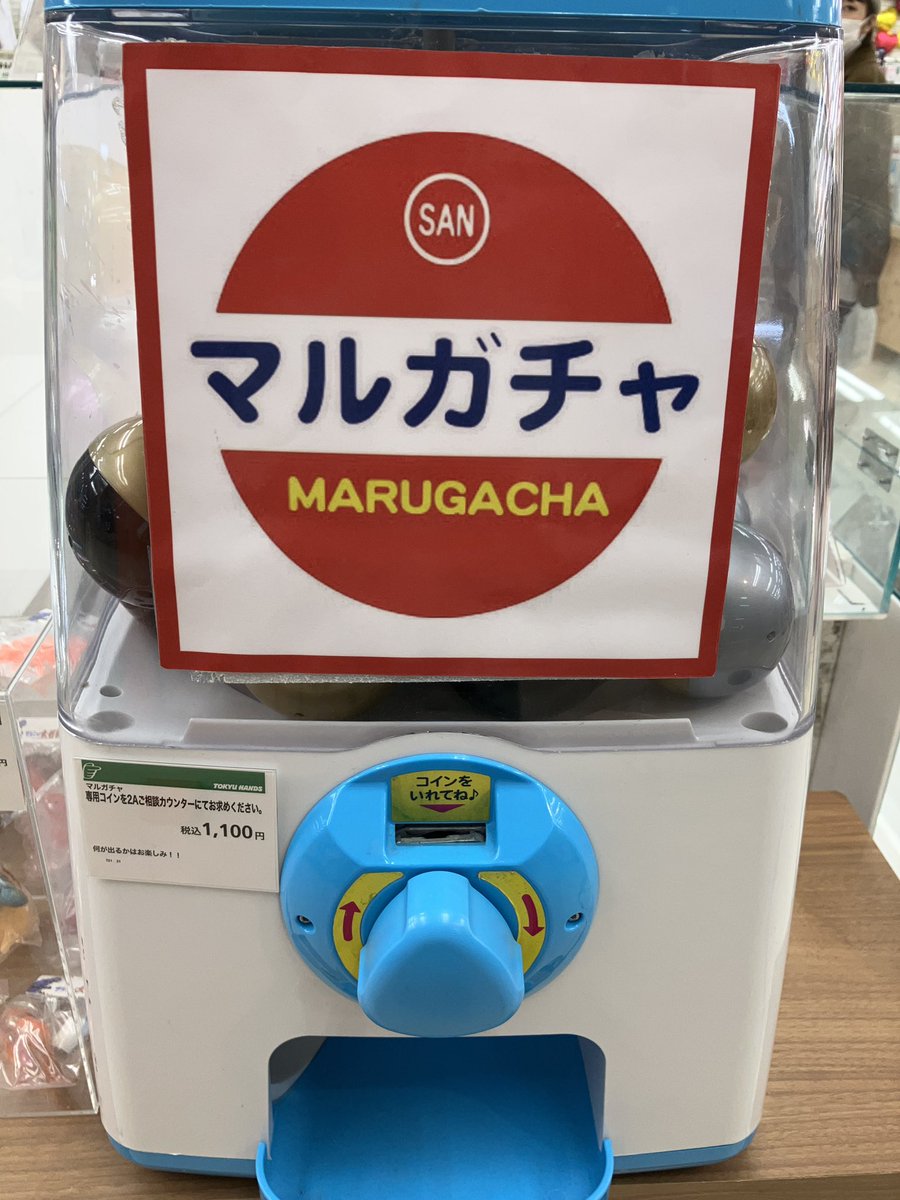 SAN
マルガチャ
MARUGACHA
TOKYU HANDS
マルガチャ
専用コインを2Aご相談カウンターにてお求めください。
税込1,100円
何が出るかはお楽しみ！！
コインを
いれてね♪
円